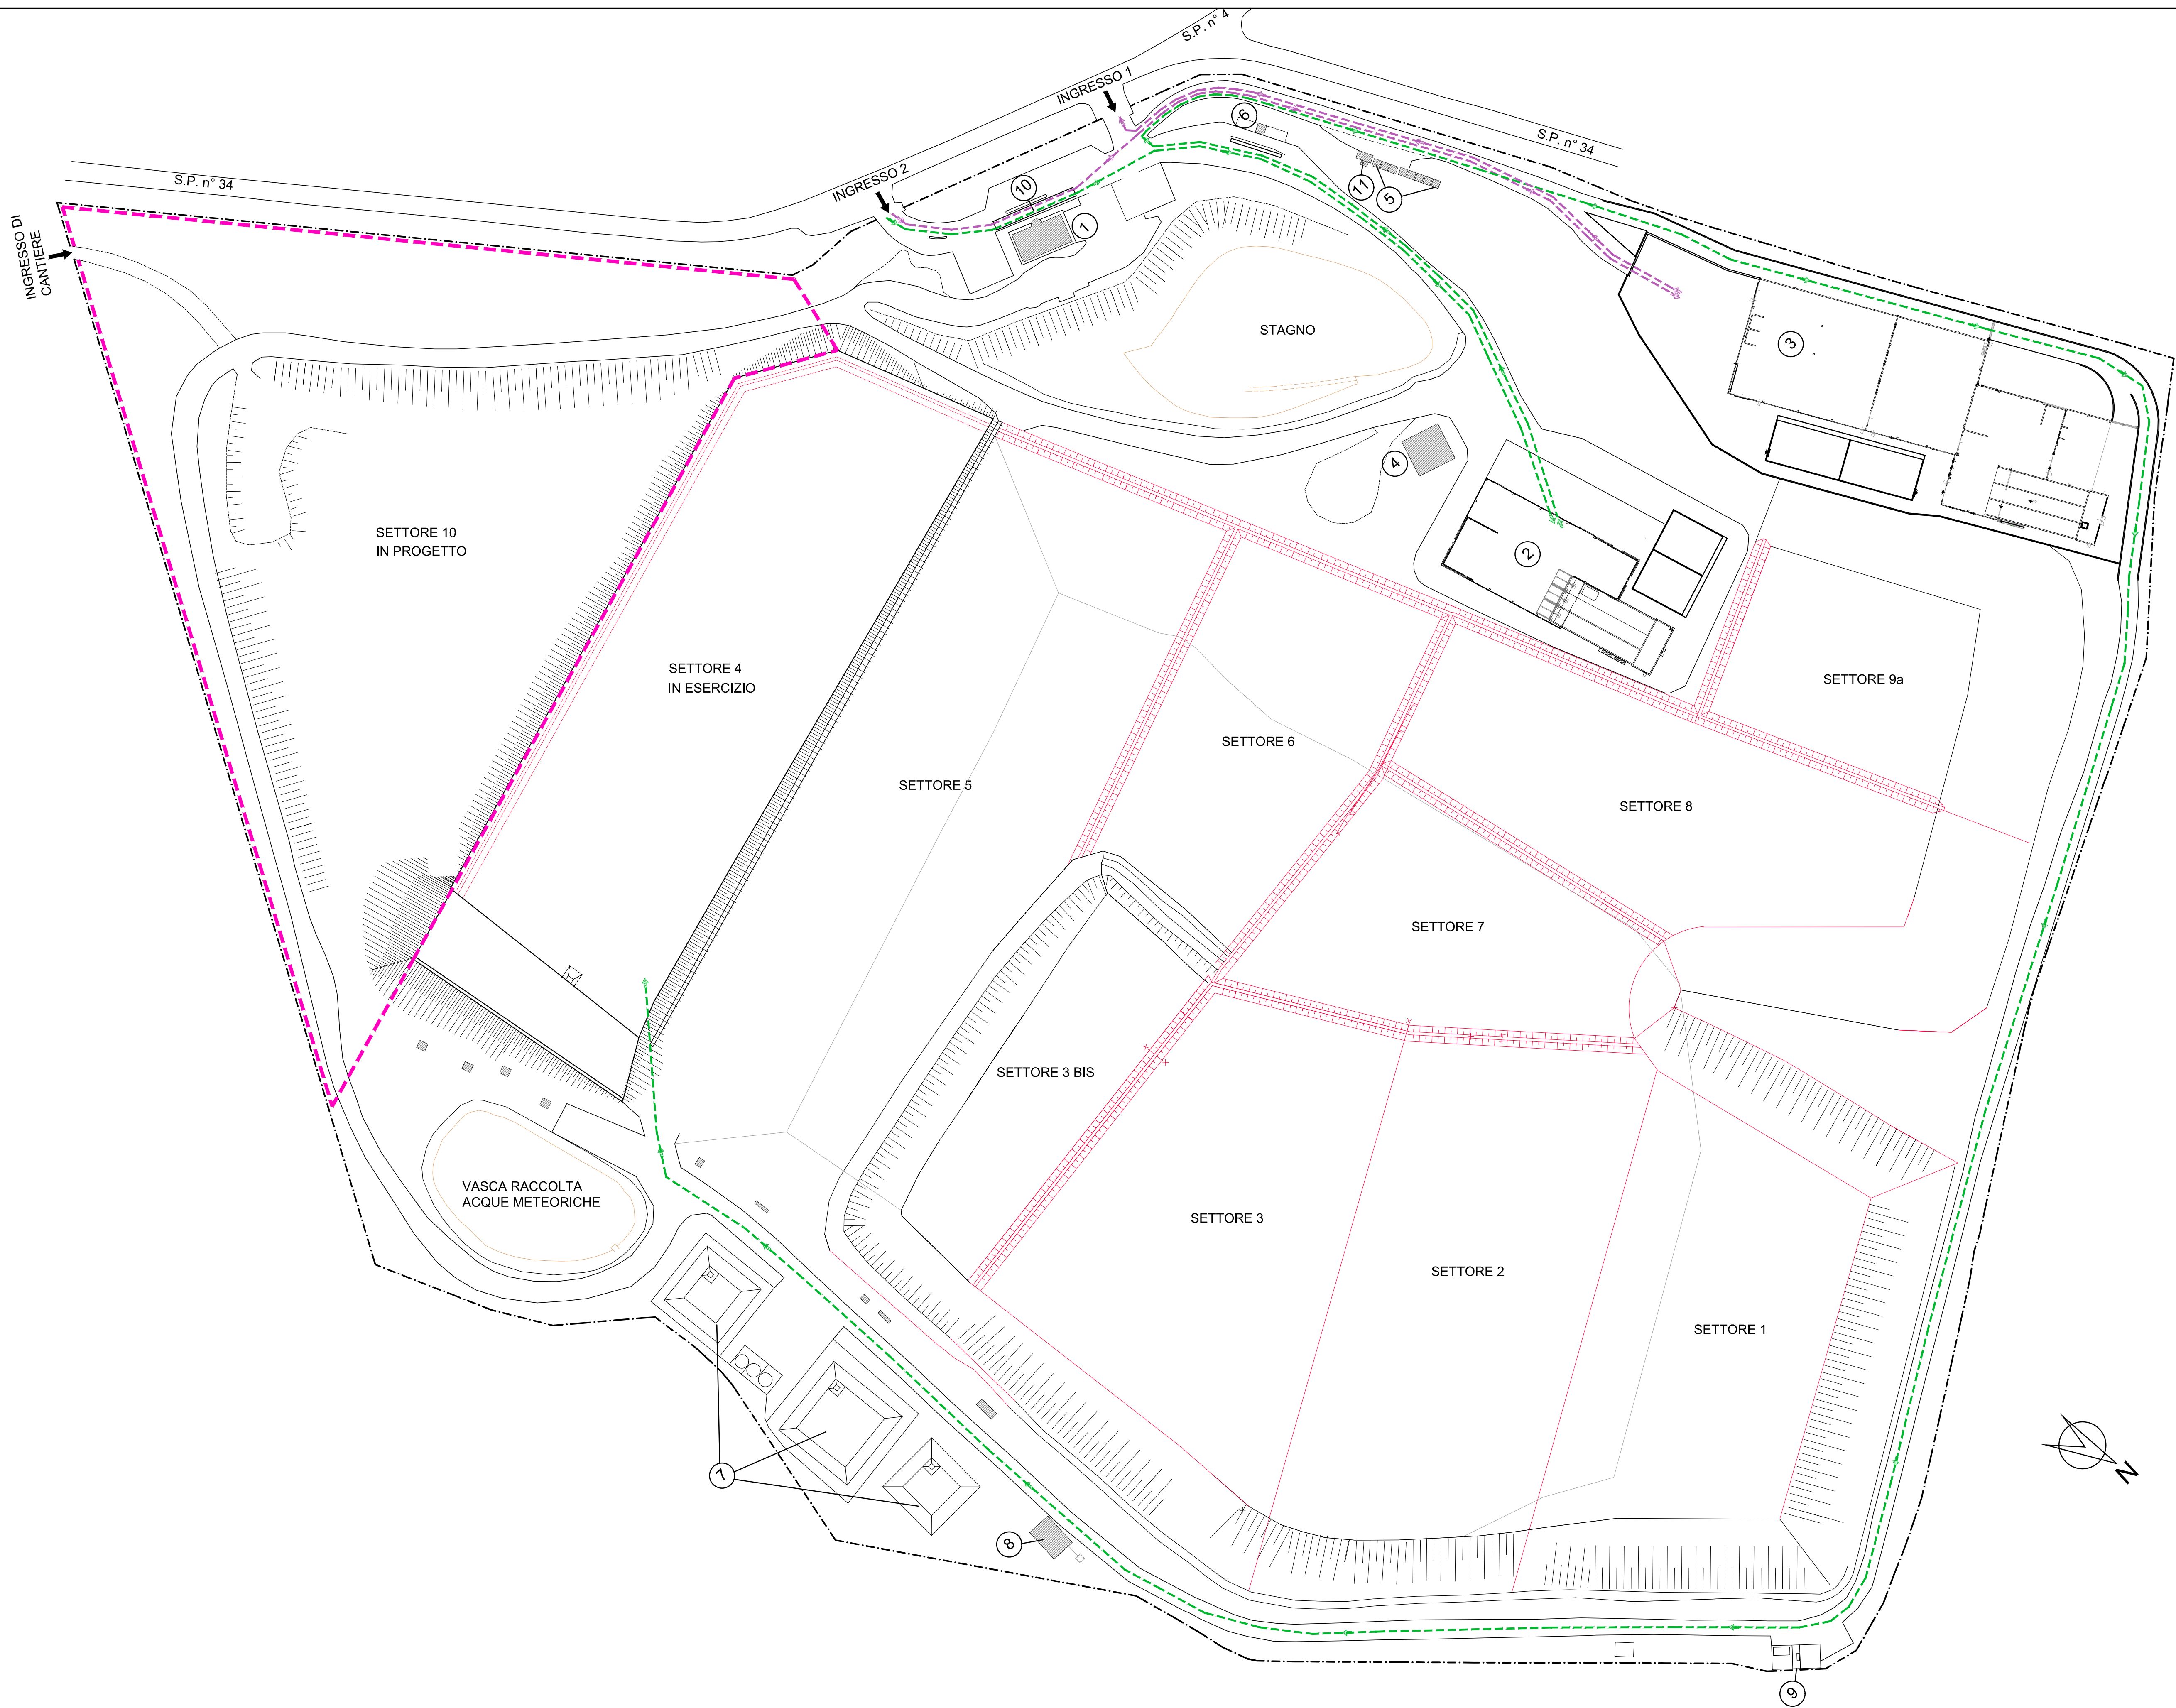 S.P. n° 4
INGRESSO 1
6
S.P. n° 34
INGRESSO 2
10
11
5
S.P. n° 34
1
INGRESSO DI
CANTIERE
STAGNO
3
4
SETTORE 10
IN PROGETTO
2
SETTORE 4
IN ESERCIZIO
SETTORE 9a
SETTORE 6
SETTORE 5
SETTORE 8
SETTORE 7
SETTORE 3 BIS
VASCA RACCOLTA
ACQUE METEORICHE
SETTORE 3
SETTORE 2
SETTORE 1
7
N
8
9